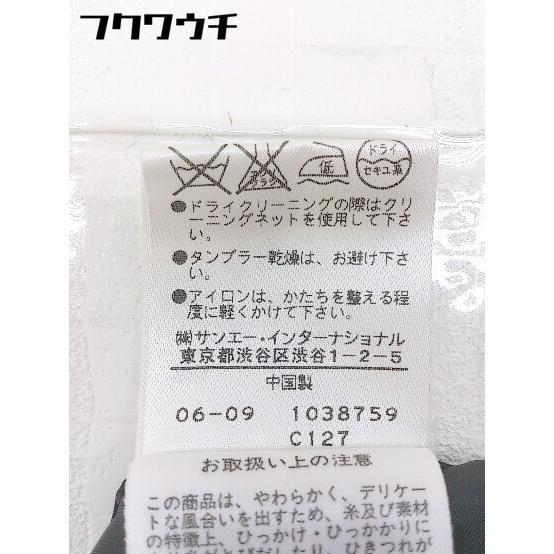 フクワウチ
低
ドライ
セキユ系
●ドライクリーニングの際はクリ
ーニングネットを使用して下さ
い。
●タンブラー乾燥は、お避け下さ
い。
●アイロンは、かたちを整える程
度に軽くかけて下さい。
㈱サンエー・インターナショナル
東京都渋谷区渋谷1-2-5
中国製
06-09 1038759
C127
お取扱い上の注意
この商品は、やわらかく、デリケー
トな風合いを出すため、糸及び素材
の特徴上、ひっかけ・ひっかかりに